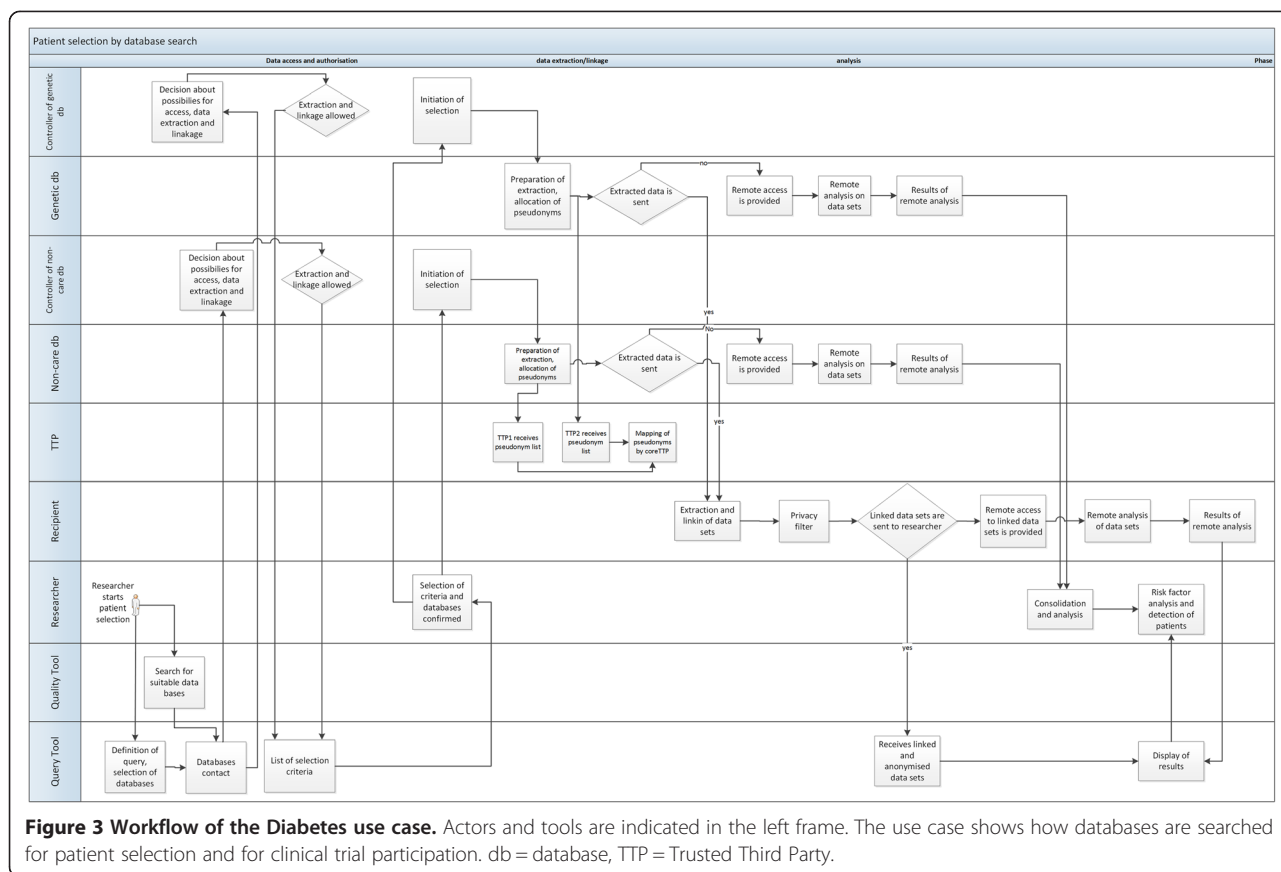 Patient selection by database search
Data access and authorisation
data extraction/linkage
analysis
Phase
Controller of genetic
db
Decision about
possibilies for
access, data
extraction and
linakage
Extraction and
linkage allowed
Initiation of
selection
Genetic db
Preparation of
extraction,
allocation of
pseudonyms
Extracted data is
sent
no
Remote access
is provided
Remote
analysis on
data sets
Results of
remote analysis
Controller of non-
care db
Decision about
possibilies for
access, data
extraction and
linakage
Extraction and
linkage allowed
Initiation of
selection
yes
Non-care db
Preparation of
extraction,
allocation of
pseudonyms
Extracted data is
sent
No
Remote access
is provided
Remote
analysis on
data sets
Results of
remote analysis
TTP
TTP1 receives
pseudonym list
TTP2 receives
pseudonym
list
Mapping of
pseudonyms
by coreTTP
yes
Recipient
Extraction and
linkin of data
sets
Privacy
filter
Linked data sets are
sent to researcher
Remote access
to linked data
sets is provided
Remote analysis
of data sets
Results of
remote analysis
Researcher
Researcher
starts
patient
selection
Selection of
criteria and
databases
confirmed
Consolidation
and analysis
Risk factor
analysis and
detection of
patients
Quality Tool
Search for
suitable data
bases
yes
Query Tool
Definition of
query,
selection of
databases
Databases
contact
List of selection
criteria
Receives linked
and
anonymised
data sets
Display of
results
Figure 3 Workflow of the Diabetes use case. Actors and tools are indicated in the left frame. The use case shows how databases are searched
for patient selection and for clinical trial participation. db = database, TTP = Trusted Third Party.